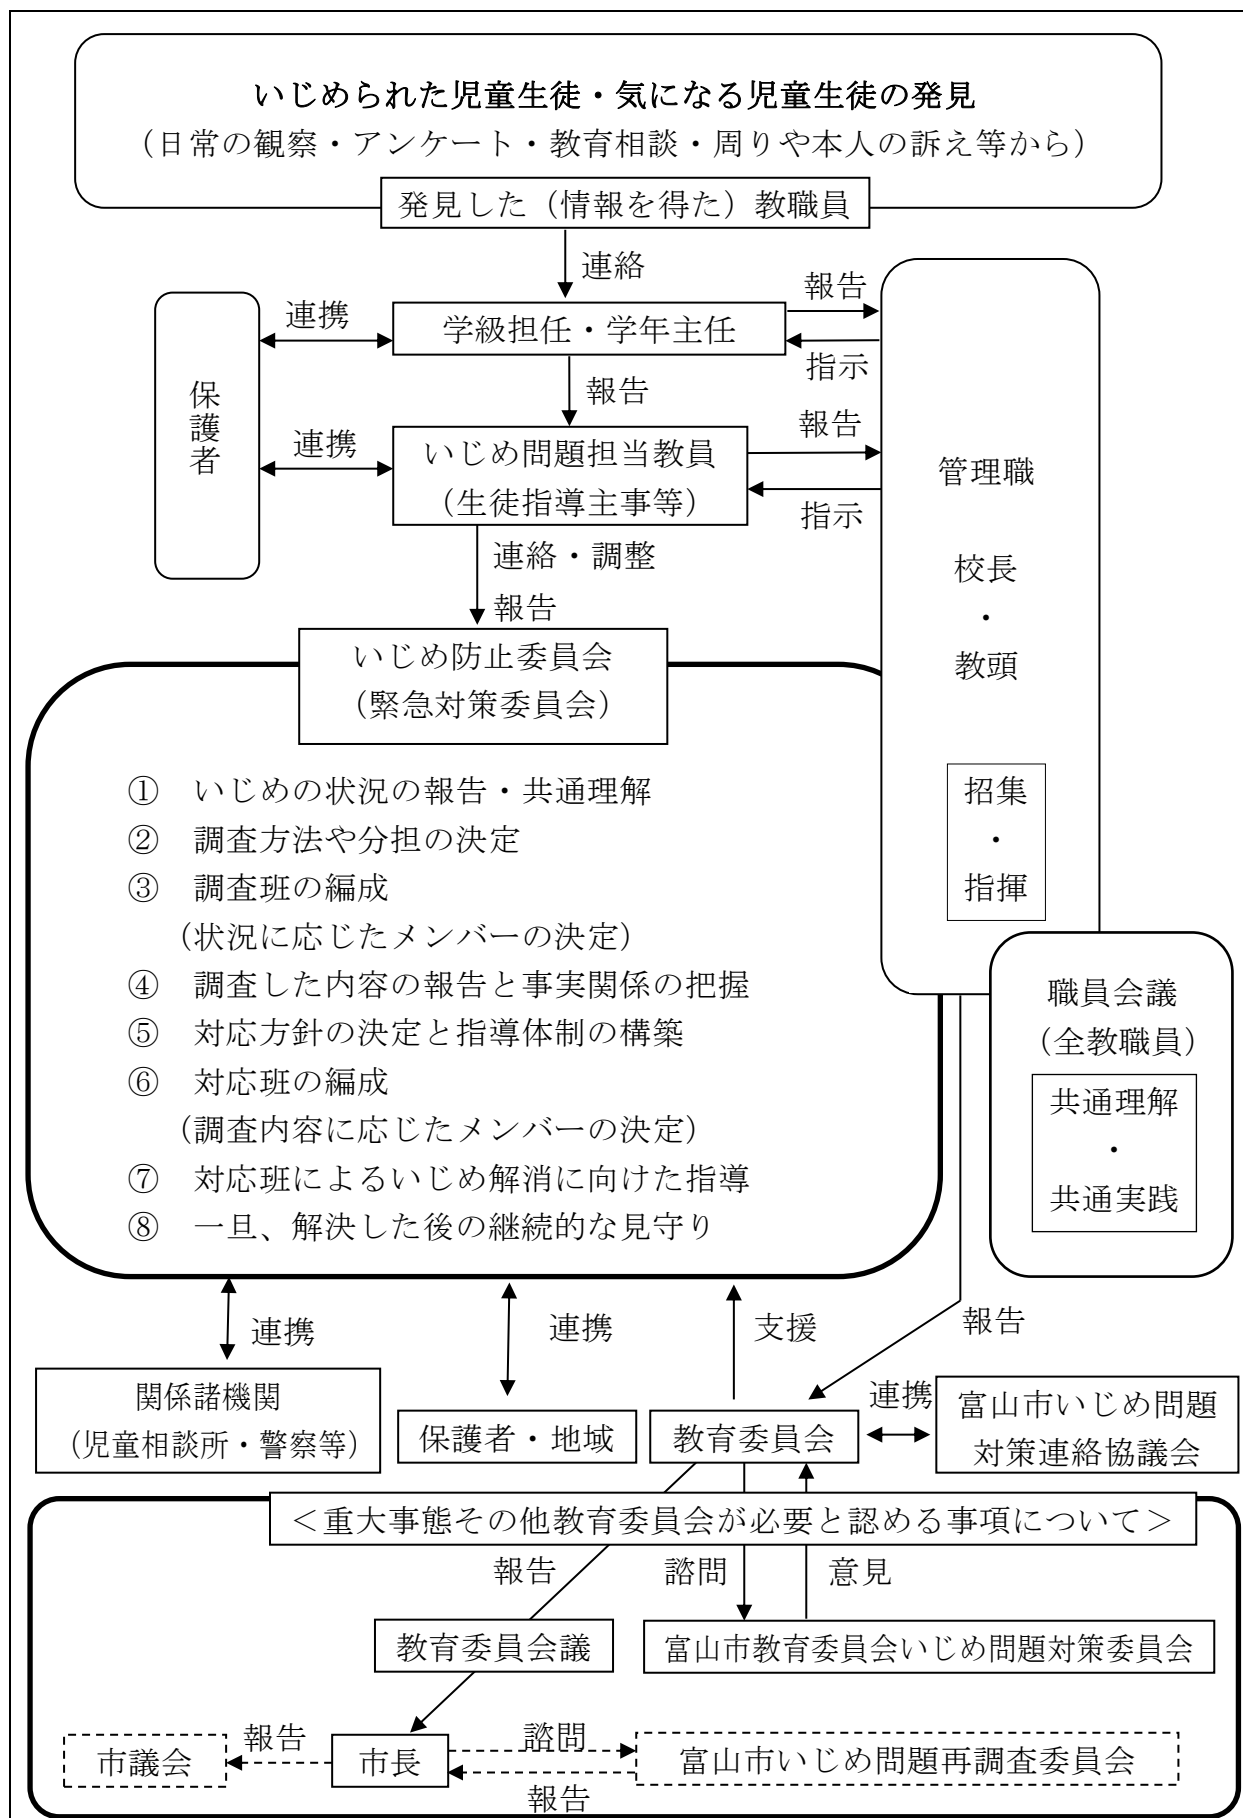 いじめられた児童生徒・気になる児童生徒の発見
（日常の観察・アンケート・教育相談・周りや本人の訴え等から）
発見した（情報を得た）教職員
連絡
報告
連携
学級担任・学年主任
指示
報告
保護者
連携
いじめ問題担当教員
（生徒指導主事等）
報告
指示
管理職
校長
・
教頭
招集
・
指揮
連絡・調整
報告
いじめ防止委員会
（緊急対策委員会）
① いじめの状況の報告・共通理解
② 調査方法や分担の決定
③ 調査班の編成
（状況に応じたメンバーの決定）
④ 調査した内容の報告と事実関係の把握
⑤ 対応方針の決定と指導体制の構築
⑥ 対応班の編成
（調査内容に応じたメンバーの決定）
⑦ 対応班によるいじめ解消に向けた指導
⑧ 一旦、解決した後の継続的な見守り
職員会議
（全教職員）
共通理解
・
共通実践
連携
連携
支援
報告
関係諸機関
（児童相談所・警察等）
保護者・地域
教育委員会
連携
富山市いじめ問題
対策連絡協議会
＜重大事態その他教育委員会が必要と認める事項について＞
報告
諮問
意見
教育委員会議
富山市教育委員会いじめ問題対策委員会
市議会
報告
市長
諮問
報告
富山市いじめ問題再調査委員会